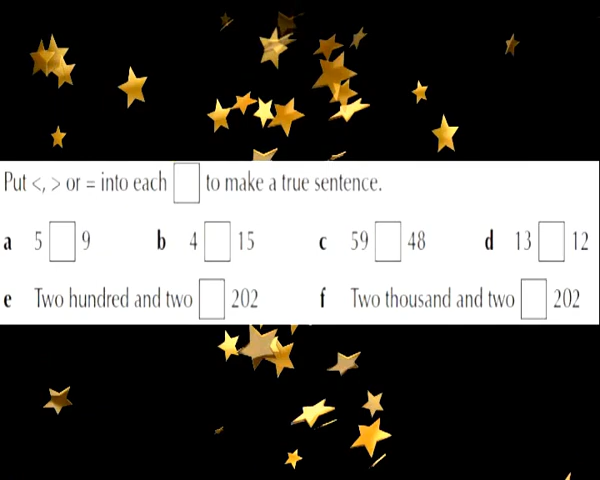 Put <, > or = into each □ to make a true sentence.
a 5 □ 9 b 4 □ 15 c 59 □ 48 d 13 □ 12
e Two hundred and two □ 202 f Two thousand and two □ 202